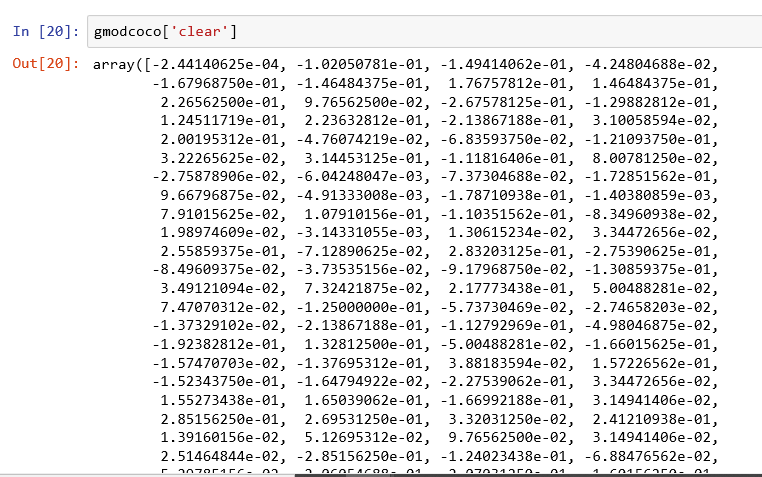 In [20]: gmodcoco['clear']
Out[20]: array([-2.44140625e-04, -1.02050781e-01, -1.49414062e-01, -4.24804688e-02,
-1.67968750e-01, -1.46484375e-01, 1.76757812e-01, 1.46484375e-01,
2.26562500e-01, 9.76562500e-02, -2.67578125e-01, -1.29882812e-01,
1.24511719e-01, 2.23632812e-01, -2.13867188e-01, 3.10058594e-02,
2.00195312e-01, -4.76074219e-02, -6.83593750e-02, -1.21093750e-01,
3.22265625e-02, 3.14453125e-01, -1.11816406e-01, 8.00781250e-02,
-2.75878906e-02, -6.04248047e-03, -7.37304688e-02, -1.72851562e-01,
9.66796875e-02, -4.91333008e-03, -1.78710938e-01, -1.40380859e-03,
7.91015625e-02, 1.07910156e-01, -1.10351562e-01, -8.34960938e-02,
1.98974609e-02, -3.14331055e-03, 1.30615234e-02, 3.34472656e-02,
2.55859375e-01, -7.12890625e-02, 2.83203125e-01, -2.75390625e-01,
-8.49609375e-02, -3.73535156e-02, -9.17968750e-02, -1.30859375e-01,
3.49121094e-02, 7.32421875e-02, 2.17773438e-01, 5.00488281e-02,
7.47070312e-02, -1.25000000e-01, -5.73730469e-02, -2.74658203e-02,
-1.37329102e-02, -2.13867188e-01, -1.12792969e-01, -4.98046875e-02,
-1.92382812e-01, 1.32812500e-01, -5.00488281e-02, -1.66015625e-01,
-1.57470703e-02, -1.37695312e-01, 3.88183594e-02, 1.57226562e-01,
-1.52343750e-01, -1.64794922e-02, -2.27539062e-01, 3.34472656e-02,
1.55273438e-01, 1.65039062e-01, -1.66992188e-01, 3.14941406e-02,
2.85156250e-01, 2.69531250e-01, 3.32031250e-02, 2.41210938e-01,
1.39160156e-02, 5.12695312e-02, 9.76562500e-02, 3.14941406e-02,
2.51464844e-02, -2.85156250e-01, -1.24023438e-01, -6.88476562e-02,